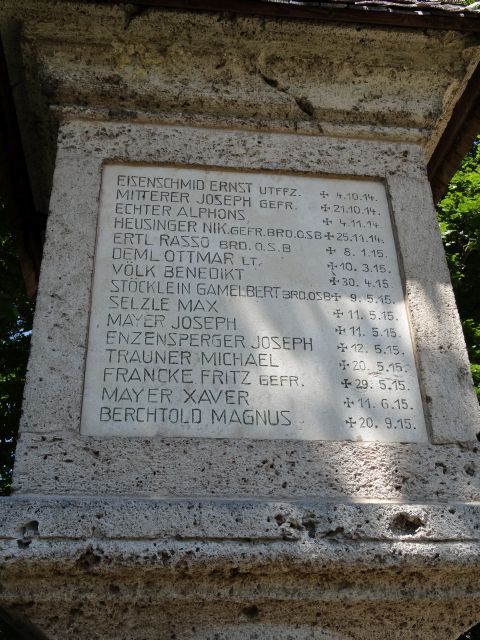 EISENSCHMID ERNST UTFFZ. ✠ 4.10.14.
MITTERER JOSEPH GEFR. ✠ 21.10.14.
ECHTER ALPHONS, ✠ 4.11.14.
HEUSINGER NIK. GEFR. BRO. O.S.B ✠ 25.11.14.
ERTL RASSO BRO. O.S.B ✠ 8.1.15.
DEML OTTMAR LT. ✠ 10.3.15.
VÖLK BENEDIKT ✠ 30.4.15.
STÖCKLEIN GAMELBERT BRO. OSB ✠ 9.5.15.
SELZLE MAX ✠ 11.5.15.
MAYER JOSEPH ✠ 11.5.15.
ENZENSPERGER JOSEPH ✠ 12.5.15.
TRAUNER MICHAEL ✠ 20.5.15.
FRANCKE FRITZ GEFR. ✠ 29.5.15.
MAYER XAVER ✠ 11.6.15.
BERCHTOLD MAGNUS ✠ 20.9.15.